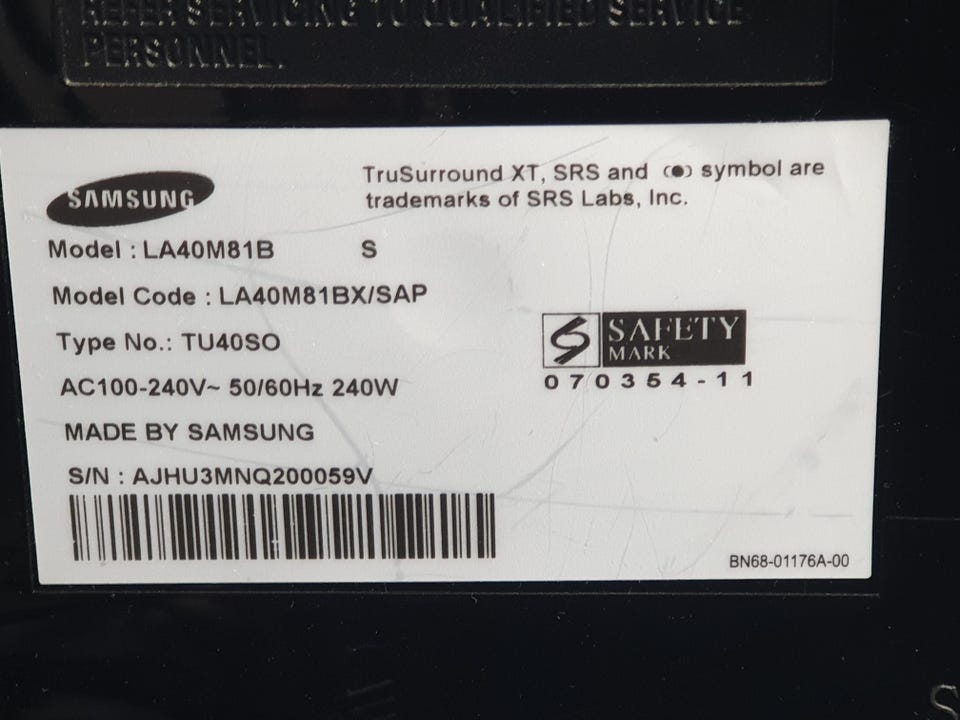 REFER SERVICING TO QUALIFIED SERVICE
PERSONNEL.
SAMSUNG
TruSurround XT, SRS and (●) symbol are
trademarks of SRS Labs, Inc.
Model : LA40M81B S
Model Code : LA40M81BX/SAP
Type No.: TU40SO
AC100-240V~ 50/60Hz 240W
MADE BY SAMSUNG
S/N : AJHU3MNQ200059V
S SAFETY
MARK
070354-11
BN68-01176A-00